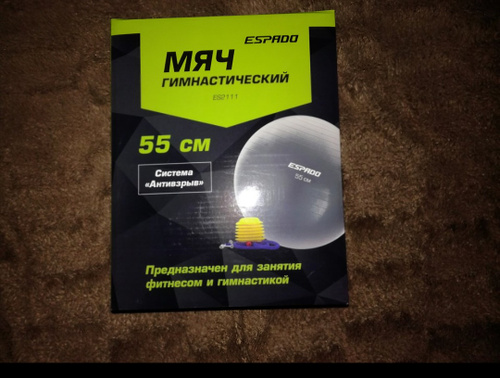 ESPADO
МЯЧ
ГИМНАСТИЧЕСКИЙ
ES2111
55 см
Система
«Антивзрыв»
ESPADO
55 см
Предназначен для занятия
фитнесом и гимнастикой